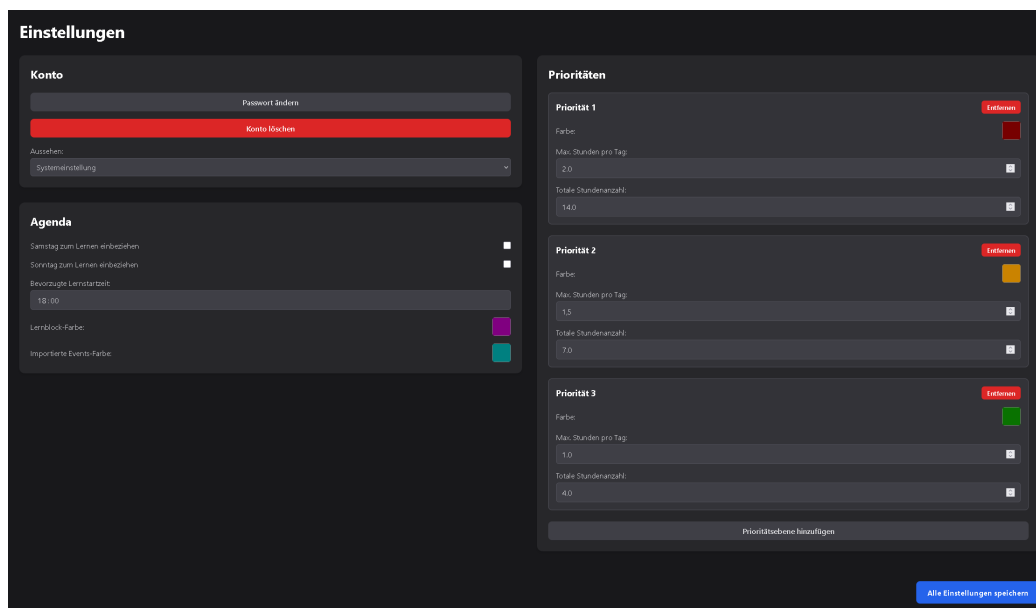 Einstellungen
Konto
Passwort ändern
Konto löschen
Aussehen:
Systemeinstellung
Agenda
Samstag zum Lernen einbeziehen
Sonntag zum Lernen einbeziehen
Bevorzugte Lernstartzeit:
18:00
Lernblock-Farbe:
Importierte Events-Farbe:
Prioritäten
Priorität 1
Entfernen
Farbe:
Max. Stunden pro Tag:
2.0
Totale Stundenanzahl:
14.0
Priorität 2
Entfernen
Farbe:
Max. Stunden pro Tag:
1,5
Totale Stundenanzahl:
7.0
Priorität 3
Entfernen
Farbe:
Max. Stunden pro Tag:
1.0
Totale Stundenanzahl:
4.0
Prioritätsebene hinzufügen
Alle Einstellungen speichern